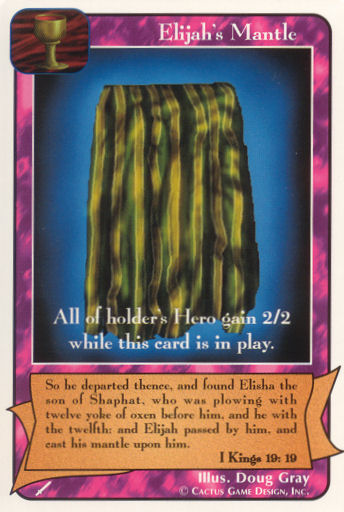 Elijah's Mantle
All of holder's Hero gain 2/2
while this card is in play.
So he departed thence, and found Elisha the
son of Shaphat, who was plowing with
twelve yoke of oxen before him, and he with
the twelfth: and Elijah passed by him, and
cast his mantle upon him.
I Kings 19: 19
Illus. Doug Gray
© Cactus Game Design, Inc.